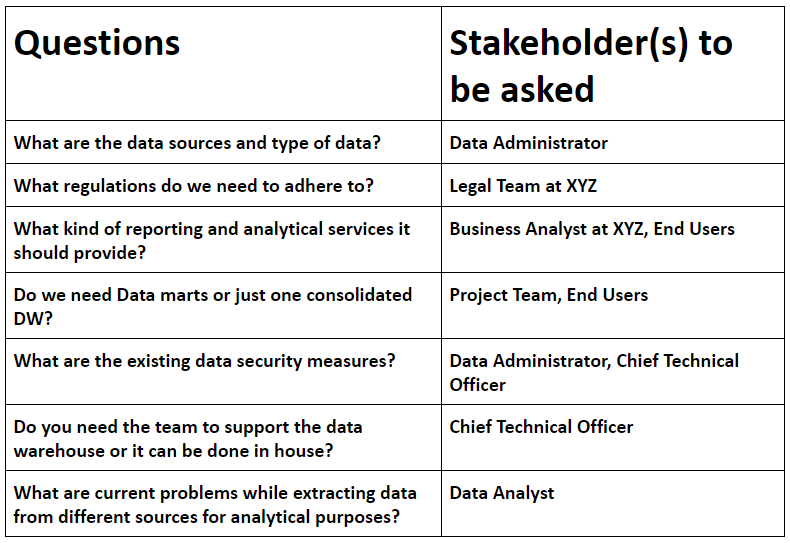 Questions
Stakeholder(s) to
be asked
What are the data sources and type of data?
Data Administrator
What regulations do we need to adhere to?
Legal Team at XYZ
What kind of reporting and analytical services it
should provide?
Business Analyst at XYZ, End Users
Do we need Data marts or just one consolidated
DW?
Project Team, End Users
What are the existing data security measures?
Data Administrator, Chief Technical
Officer
Do you need the team to support the data
warehouse or it can be done in house?
Chief Technical Officer
What are current problems while extracting data
from different sources for analytical purposes?
Data Analyst